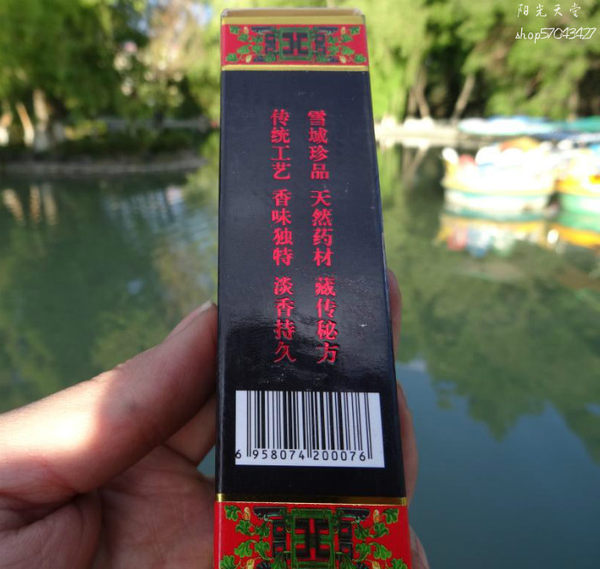 阳光天堂
shop57043427
雪域珍品 天然药材 藏传秘方
传统工艺 香味独特 淡香持久
6 958074 200076